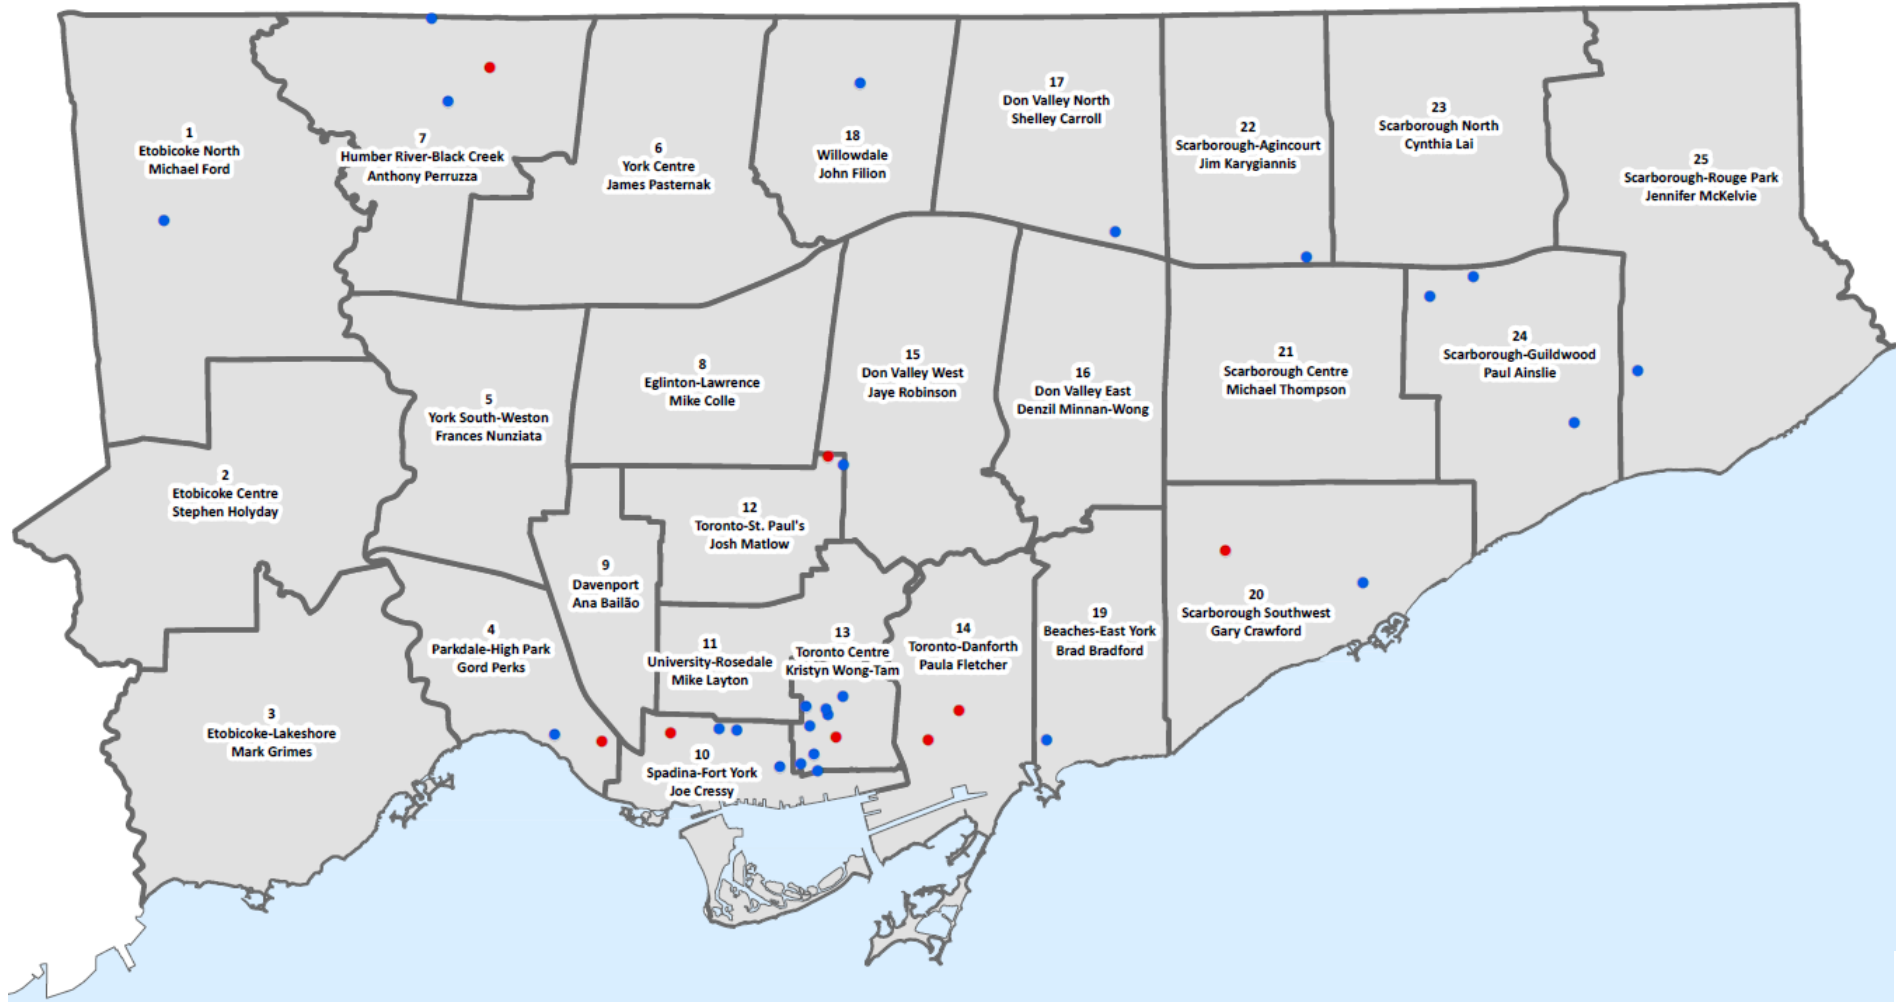 1
Etobicoke North
Michael Ford
2
Etobicoke Centre
Stephen Holyday
3
Etobicoke-Lakeshore
Mark Grimes
4
Parkdale-High Park
Gord Perks
5
York South-Weston
Frances Nunziata
6
York Centre
James Pasternak
7
Humber River-Black Creek
Anthony Perruzza
8
Eglinton-Lawrence
Mike Colle
9
Davenport
Ana Bailão
10
Spadina-Fort York
Joe Cressy
11
University-Rosedale
Mike Layton
12
Toronto-St. Paul's
Josh Matlow
13
Toronto Centre
Kristyn Wong-Tam
14
Toronto-Danforth
Paula Fletcher
15
Don Valley West
Jaye Robinson
16
Don Valley East
Denzil Minnan-Wong
17
Don Valley North
Shelley Carroll
18
Willowdale
John Filion
19
Beaches-East York
Brad Bradford
20
Scarborough Southwest
Gary Crawford
21
Scarborough Centre
Michael Thompson
22
Scarborough-Agincourt
Jim Karygiannis
23
Scarborough North
Cynthia Lai
24
Scarborough-Guildwood
Paul Ainslie
25
Scarborough-Rouge Park
Jennifer McKelvie